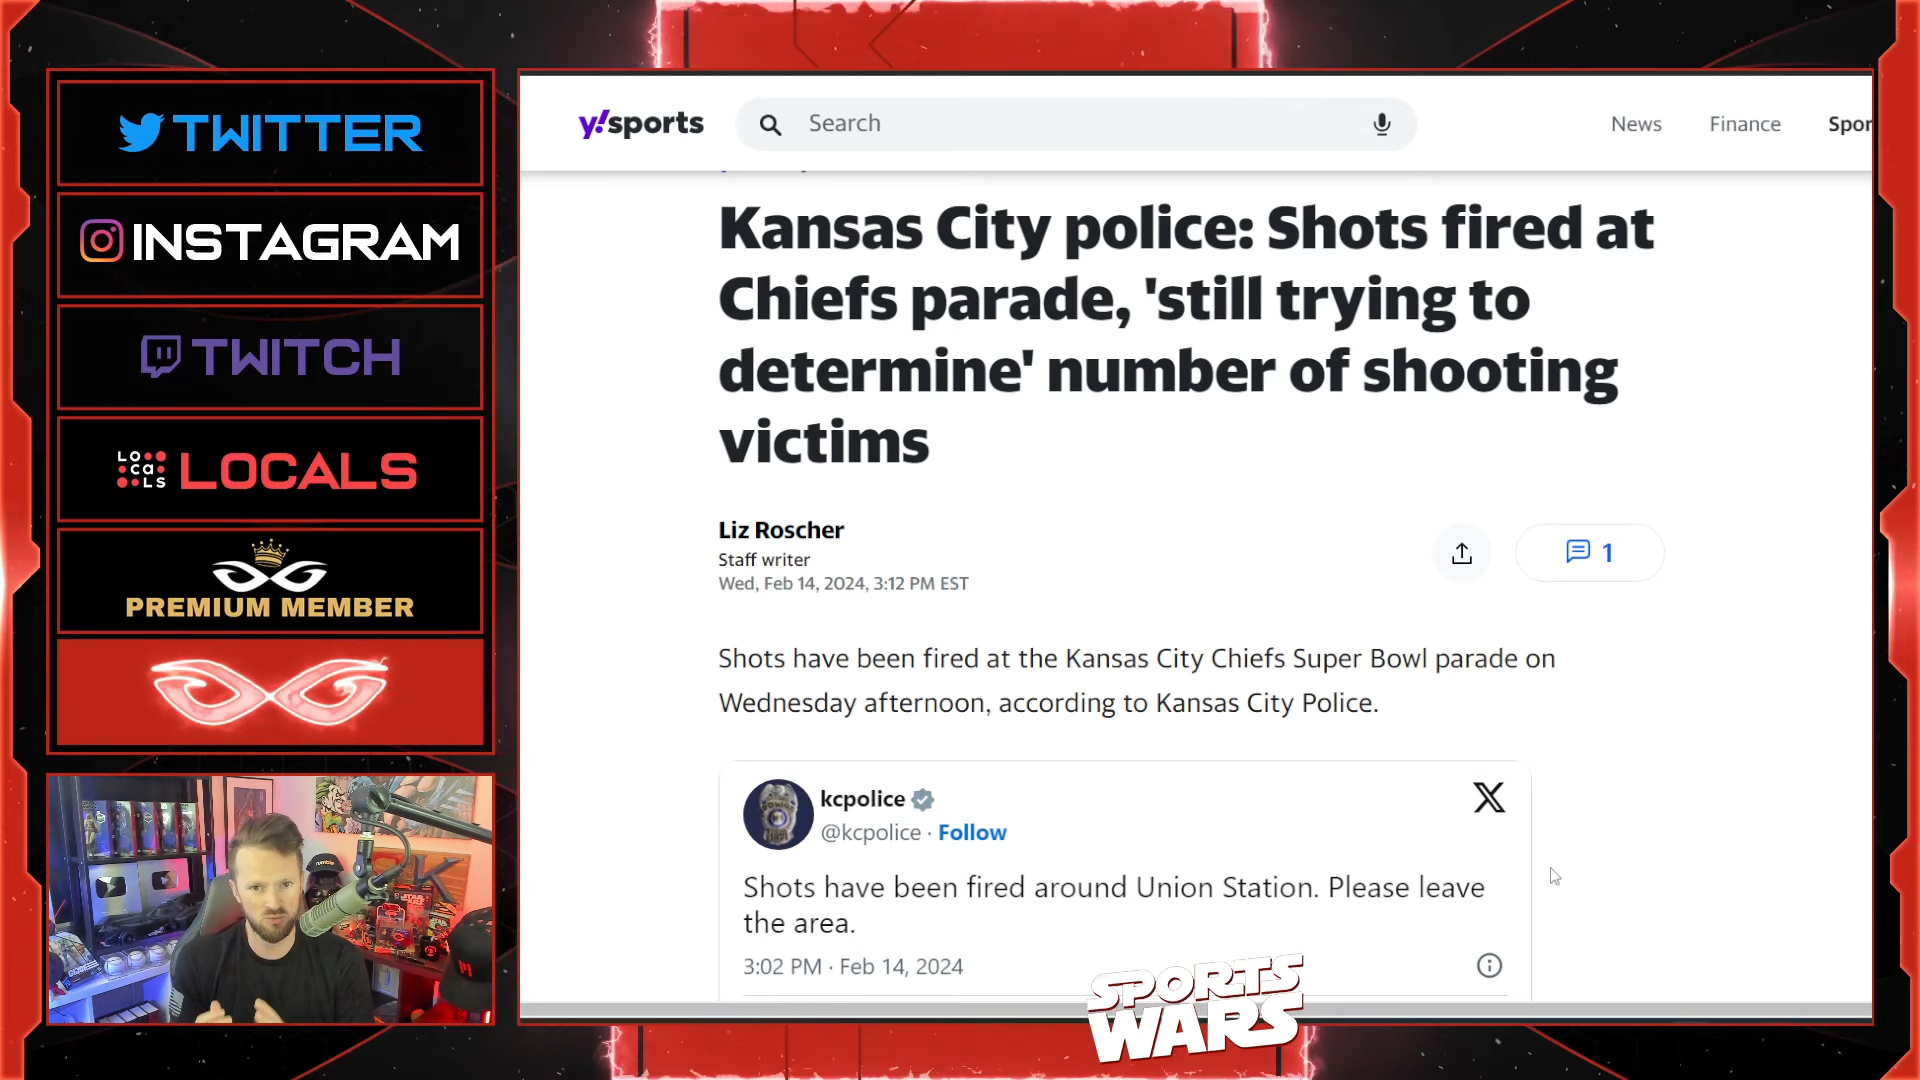 TWITTER
INSTAGRAM
TWITCH
LOCALS
LOCALS
PREMIUM MEMBER
y!sports
Search
News
Finance
Spor
Kansas City police: Shots fired at
Chiefs parade, 'still trying to
determine' number of shooting
victims
Liz Roscher
Staff writer
Wed, Feb 14, 2024, 3:12 PM EST
1
Shots have been fired at the Kansas City Chiefs Super Bowl parade on
Wednesday afternoon, according to Kansas City Police.
kcpolice
@kcpolice · Follow
Shots have been fired around Union Station. Please leave
the area.
3:02 PM · Feb 14, 2024
SPORTS
WARS